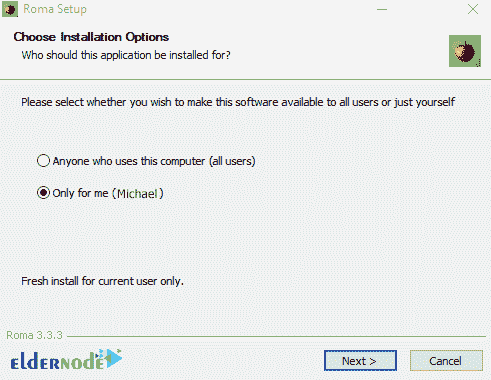 Roma Setup
Choose Installation Options
Who should this application be installed for?
Please select whether you wish to make this software available to all users or just yourself
Anyone who uses this computer (all users)
Only for me (Michael)
Fresh install for current user only.
Roma 3.3.3
ELDERNODE
Next >
Cancel